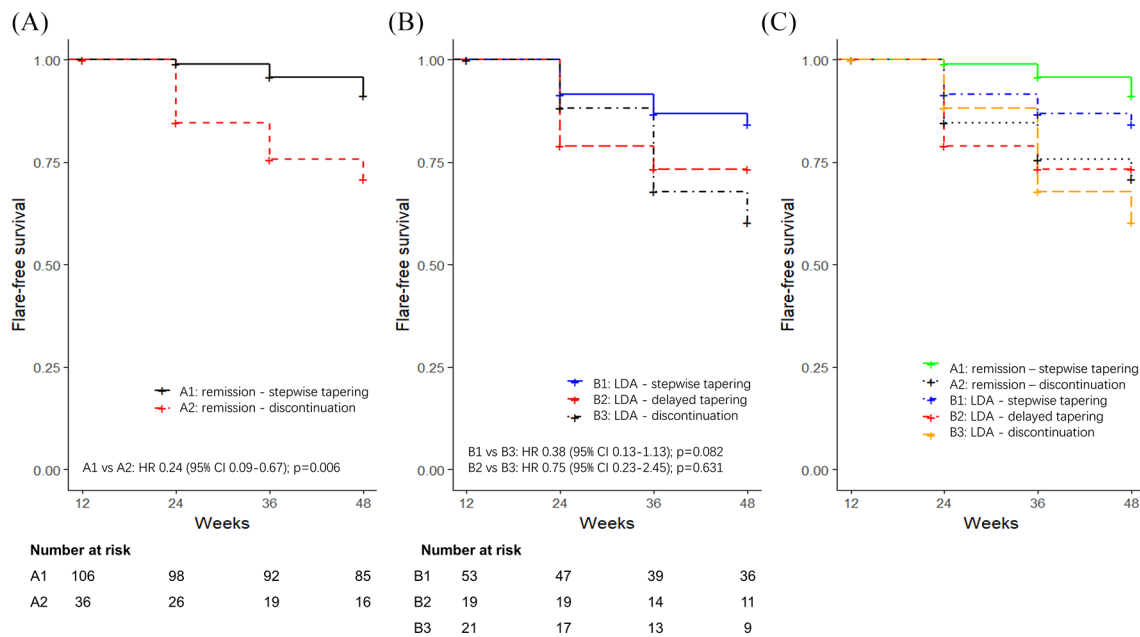 (A)
1.00
0.75
0.50
0.25
0.00
Flare-free survival
A1: remission - stepwise tapering
A2: remission - discontinuation
A1 vs A2: HR 0.24 (95% CI 0.09-0.67); p=0.006
12 24 36 48
Weeks
Number at risk
A1 106 98 92 85
A2 36 26 19 16
(B)
1.00
0.75
0.50
0.25
0.00
Flare-free survival
B1: LDA - stepwise tapering
B2: LDA - delayed tapering
B3: LDA - discontinuation
B1 vs B3: HR 0.38 (95% CI 0.13-1.13); p=0.082
B2 vs B3: HR 0.75 (95% CI 0.23-2.45); p=0.631
12 24 36 48
Weeks
Number at risk
B1 53 47 39 36
B2 19 19 14 11
B3 21 17 13 9
(C)
1.00
0.75
0.50
0.25
0.00
Flare-free survival
A1: remission – stepwise tapering
A2: remission – discontinuation
B1: LDA - stepwise tapering
B2: LDA - delayed tapering
B3: LDA - discontinuation
12 24 36 48
Weeks